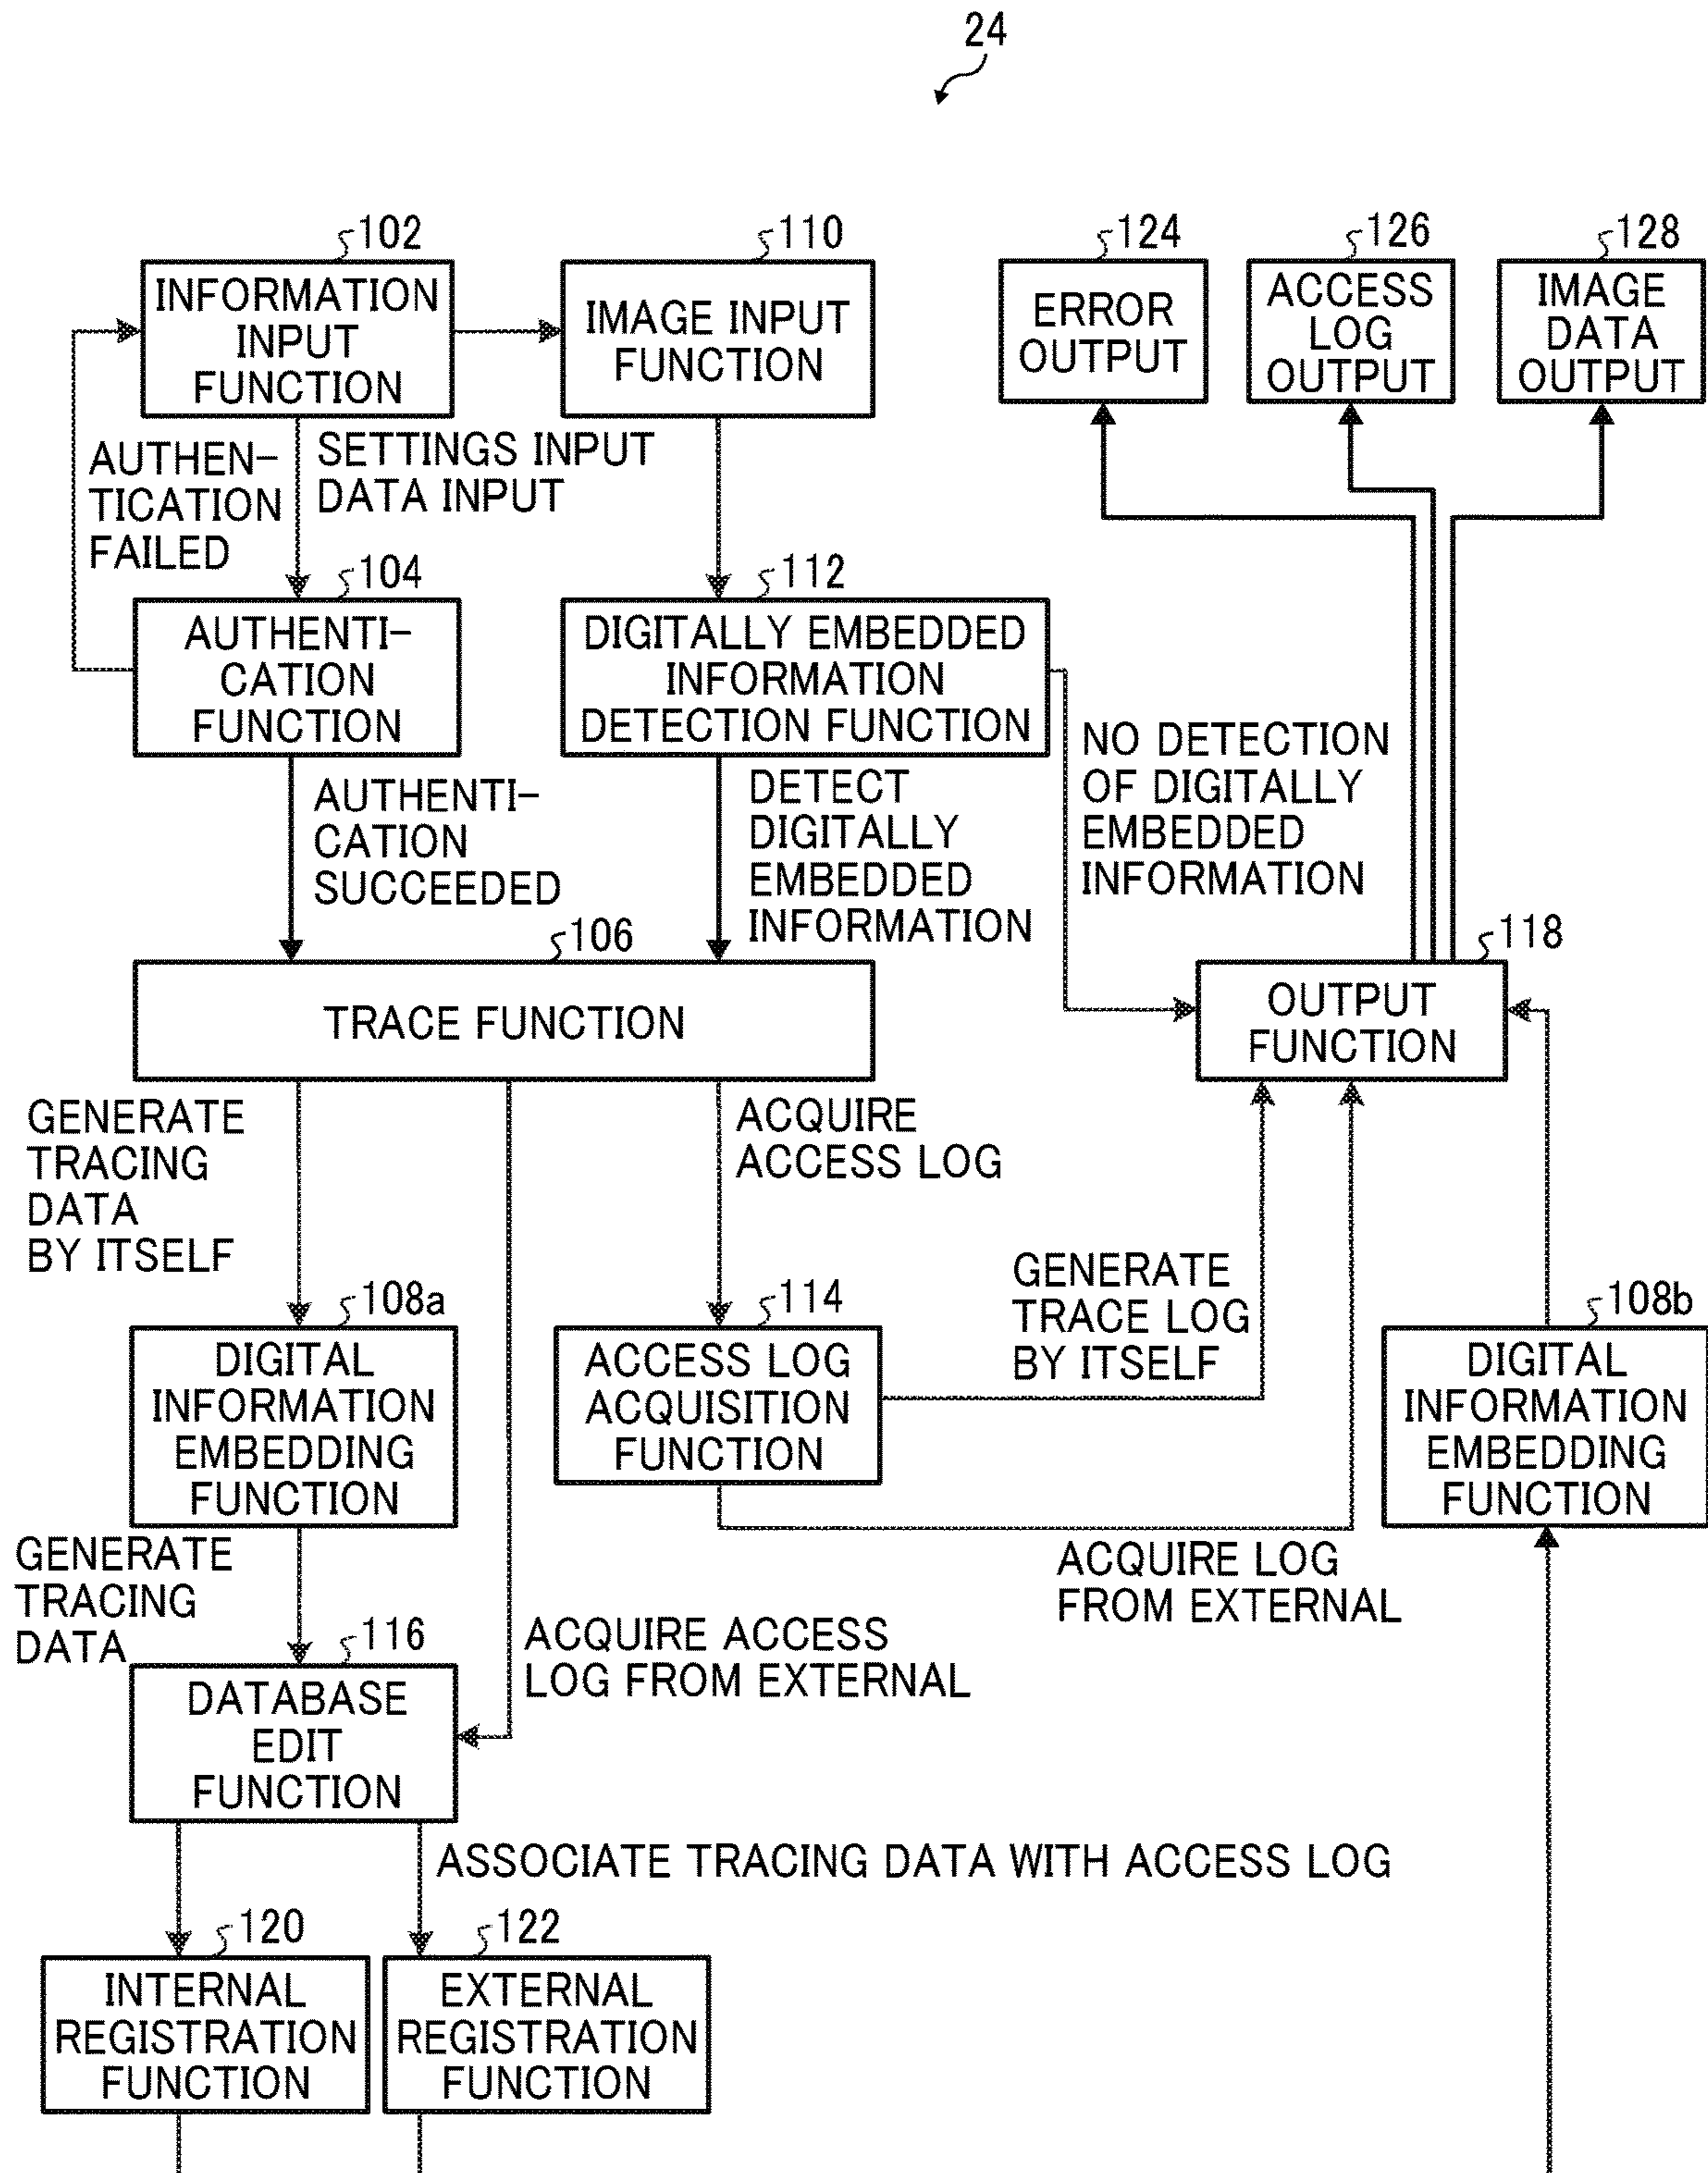 24
102
INFORMATION
INPUT
FUNCTION
110
IMAGE INPUT
FUNCTION
124
ERROR
OUTPUT
126
ACCESS
LOG
OUTPUT
128
IMAGE
DATA
OUTPUT
AUTHEN-
TICATION
FAILED
SETTINGS INPUT
DATA INPUT
104
AUTHENTI-
CATION
FUNCTION
112
DIGITALLY EMBEDDED
INFORMATION
DETECTION FUNCTION
NO DETECTION
OF DIGITALLY
EMBEDDED
INFORMATION
AUTHENTI-
CATION
SUCCEEDED
DETECT
DIGITALLY
EMBEDDED
INFORMATION
106
TRACE FUNCTION
118
OUTPUT
FUNCTION
GENERATE
TRACING
DATA
BY ITSELF
ACQUIRE
ACCESS LOG
108a
DIGITAL
INFORMATION
EMBEDDING
FUNCTION
114
ACCESS LOG
ACQUISITION
FUNCTION
GENERATE
TRACE LOG
BY ITSELF
108b
DIGITAL
INFORMATION
EMBEDDING
FUNCTION
GENERATE
TRACING
DATA
ACQUIRE LOG
FROM EXTERNAL
116
DATABASE
EDIT
FUNCTION
ACQUIRE ACCESS
LOG FROM EXTERNAL
ASSOCIATE TRACING DATA WITH ACCESS LOG
120
INTERNAL
REGISTRATION
FUNCTION
122
EXTERNAL
REGISTRATION
FUNCTION